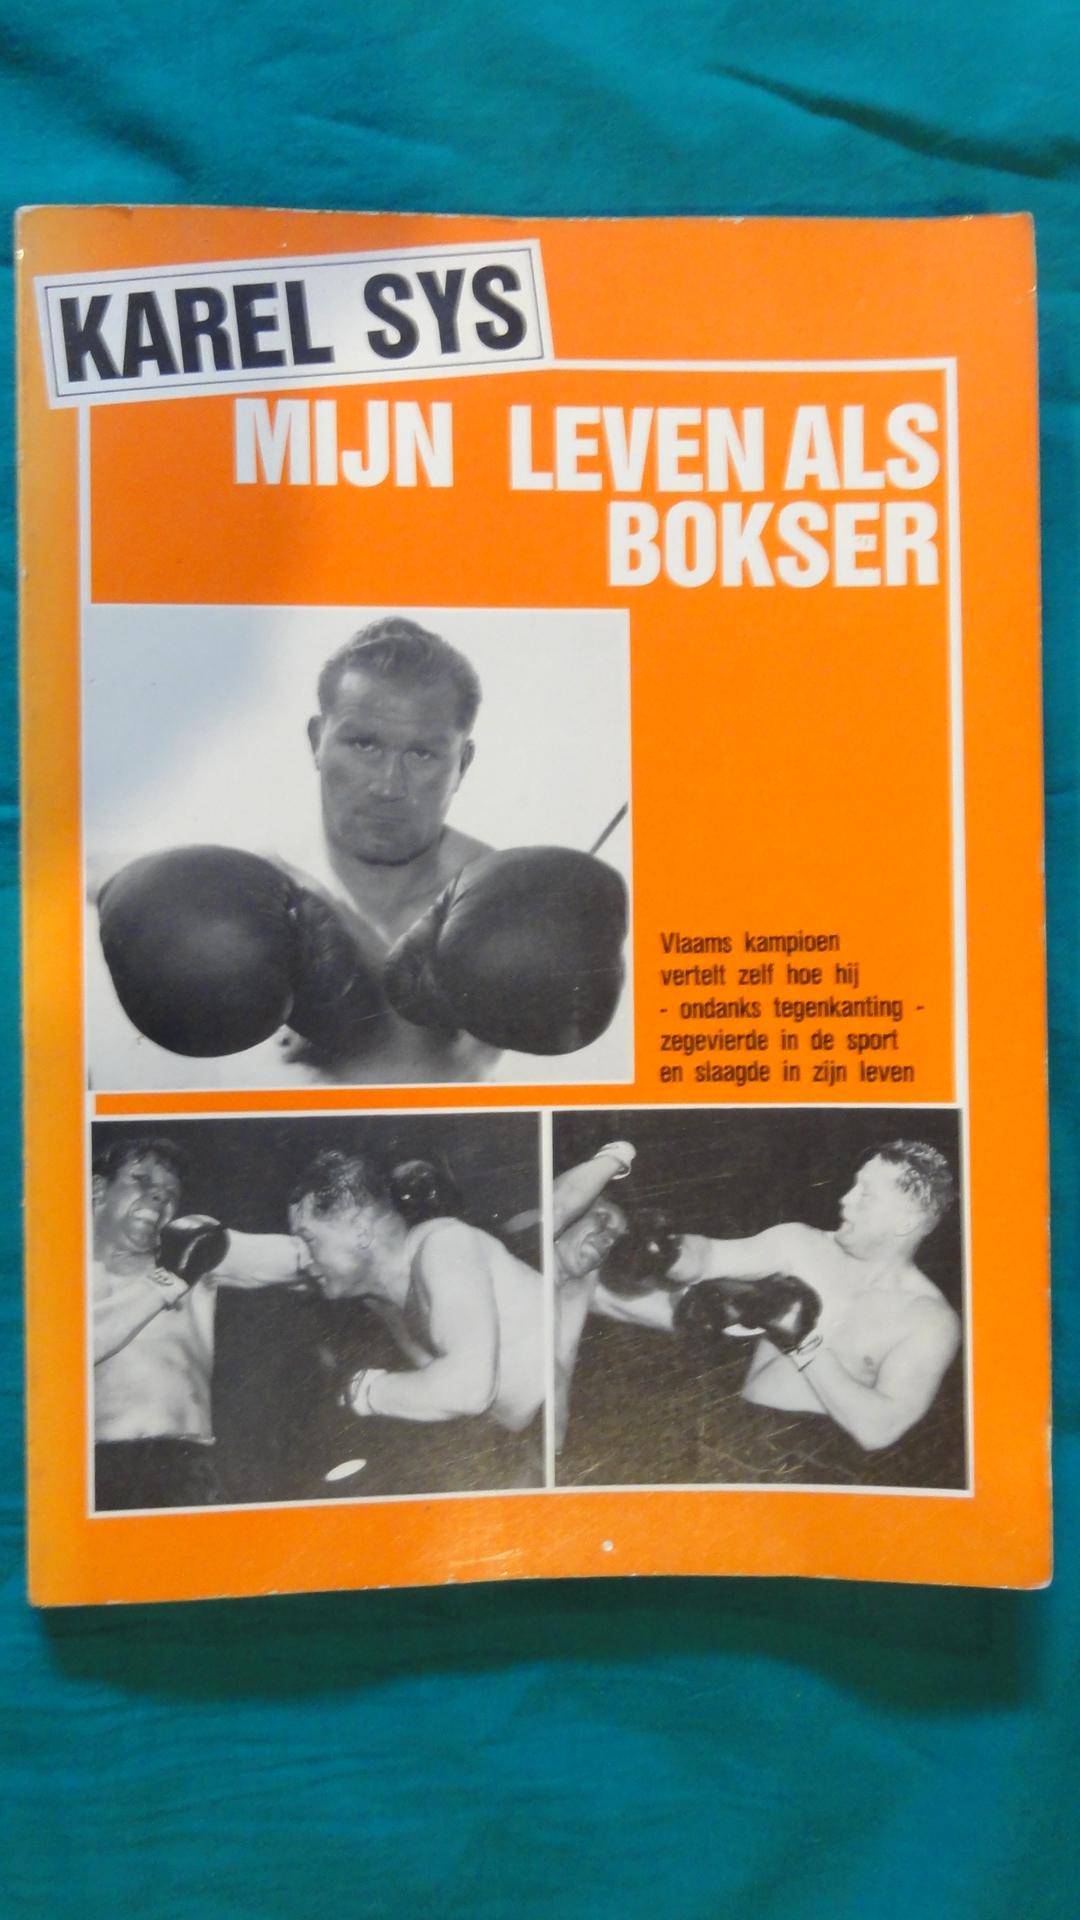 KAREL SYS
MIJN LEVEN ALS
BOKSER
Vlaams kampioen
vertelt zelf hoe hij
- ondanks tegenkanting -
zegevierde in de sport
en slaagde in zijn leven